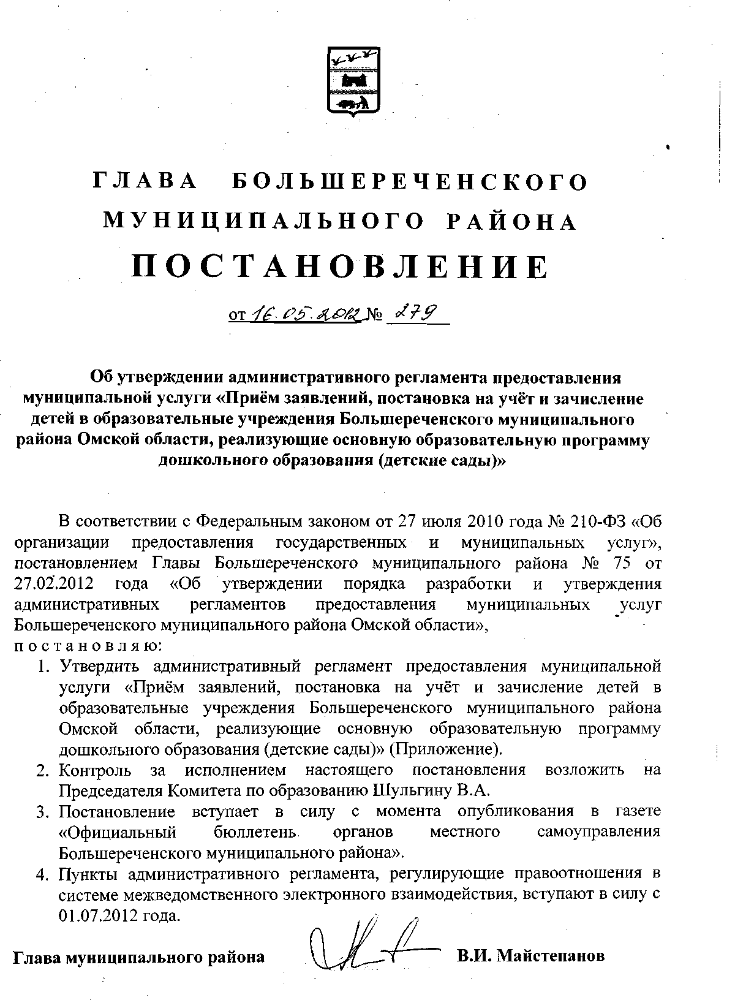 ГЛАВА БОЛЬШЕРЕЧЕНСКОГО
МУНИЦИПАЛЬНОГО РАЙОНА
ПОСТАНОВЛЕНИЕ
от 16.05.2012 № 279
Об утверждении административного регламента предоставления
муниципальной услуги «Приём заявлений, постановка на учёт и зачисление
детей в образовательные учреждения Большереченского муниципального
района Омской области, реализующие основную образовательную программу
дошкольного образования (детские сады)»
В соответствии с Федеральным законом от 27 июля 2010 года № 210-ФЗ «Об
организации предоставления государственных и муниципальных услуг»,
постановлением Главы Большереченского муниципального района № 75 от
27.02.2012 года «Об утверждении порядка разработки и утверждения
административных регламентов предоставления муниципальных услуг
Большереченского муниципального района Омской области»,
п о с т а н о в л я ю:
1. Утвердить административный регламент предоставления муниципальной
услуги «Приём заявлений, постановка на учёт и зачисление детей в
образовательные учреждения Большереченского муниципального района
Омской области, реализующие основную образовательную программу
дошкольного образования (детские сады)» (Приложение).
2. Контроль за исполнением настоящего постановления возложить на
Председателя Комитета по образованию Шульгину В.А.
3. Постановление вступает в силу с момента опубликования в газете
«Официальный бюллетень органов местного самоуправления
Большереченского муниципального района».
4. Пункты административного регламента, регулирующие правоотношения в
системе межведомственного электронного взаимодействия, вступают в силу с
01.07.2012 года.
Глава муниципального района В.И. Майстепанов